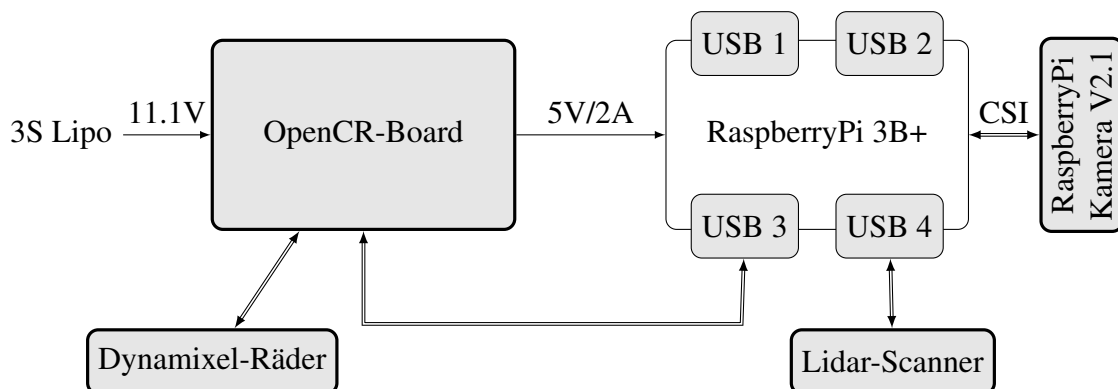 USB 1
USB 2
3S Lipo
11.1V
OpenCR-Board
5V/2A
RaspberryPi 3B+
CSI
RaspberryPi
Kamera V2.1
USB 3
USB 4
Dynamixel-Räder
Lidar-Scanner